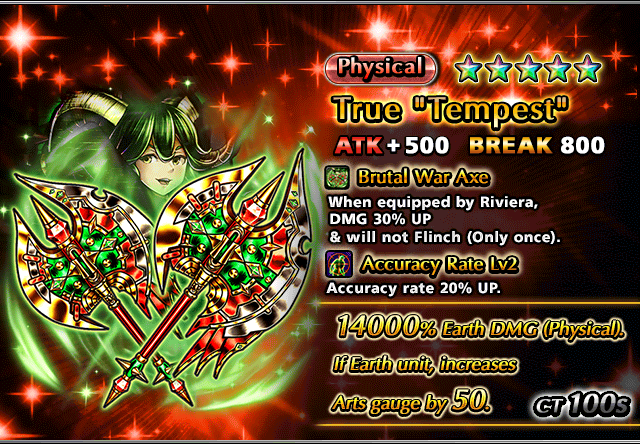 Physical
True "Tempest"
ATK +500 BREAK 800
Brutal War Axe
When equipped by Riviera,
DMG 30% UP
& will not Flinch (Only once).
Accuracy Rate Lv2
Accuracy rate 20% UP.
14000% Earth DMG (Physical).
If Earth unit, increases
Arts gauge by 50.
CT 100s